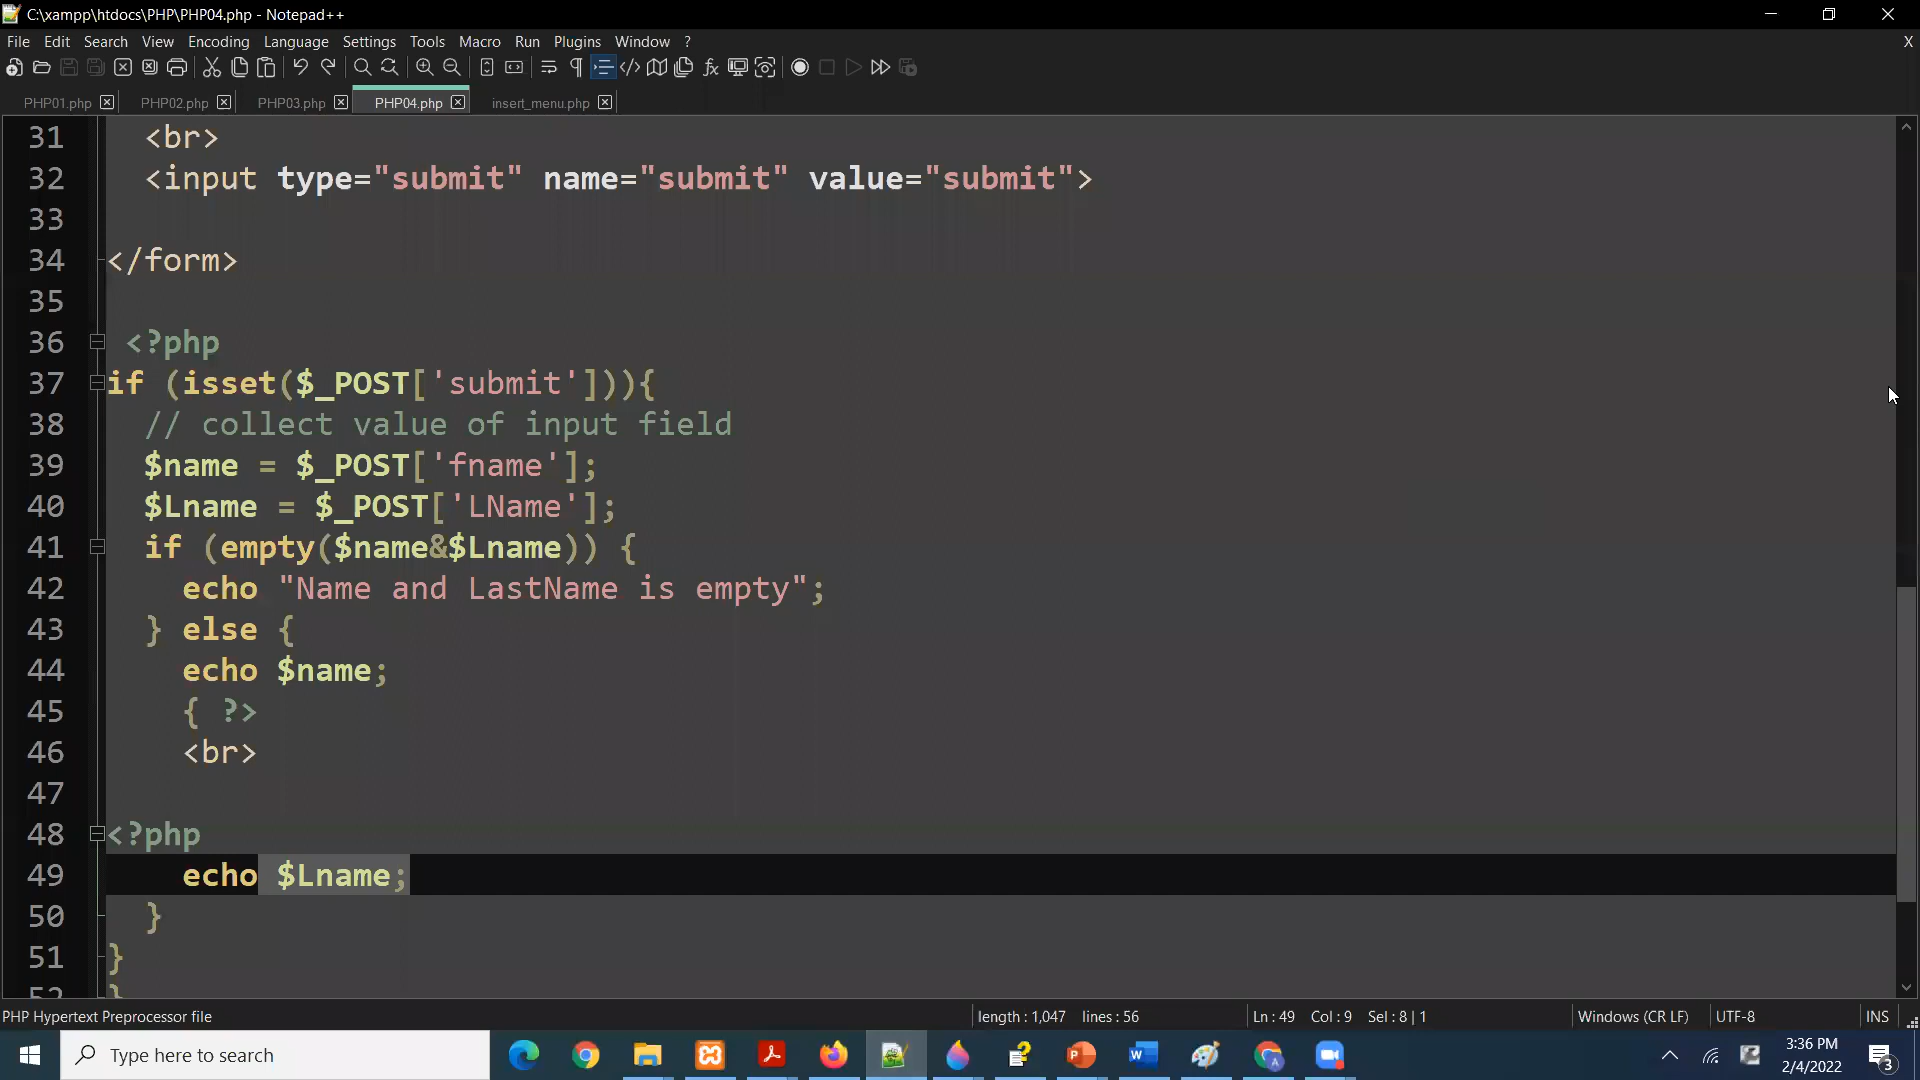 C:\xampp\htdocs\PHP\PHP04.php - Notepad++
File Edit Search View Encoding Language Settings Tools Macro Run Plugins Window ? X
PHP01.php PHP02.php PHP03.php PHP04.php insert_menu.php
31 <br>
32 <input type="submit" name="submit" value="submit">
33
34 </form>
35
36 <?php
37 if (isset($_POST['submit'])){
38 // collect value of input field
39 $name = $_POST['fname'];
40 $Lname = $_POST['LName'];
41 if (empty($name&$Lname)) {
42 echo "Name and LastName is empty";
43 } else {
44 echo $name;
45 { ?>
46 <br>
47
48 <?php
49 echo $Lname;
50 }
51 }
52 }
PHP Hypertext Preprocessor file length : 1,047 lines : 56 Ln : 49 Col : 9 Sel : 8 | 1 Windows (CR LF) UTF-8 INS
Type here to search
3:36 PM
2/4/2022
3